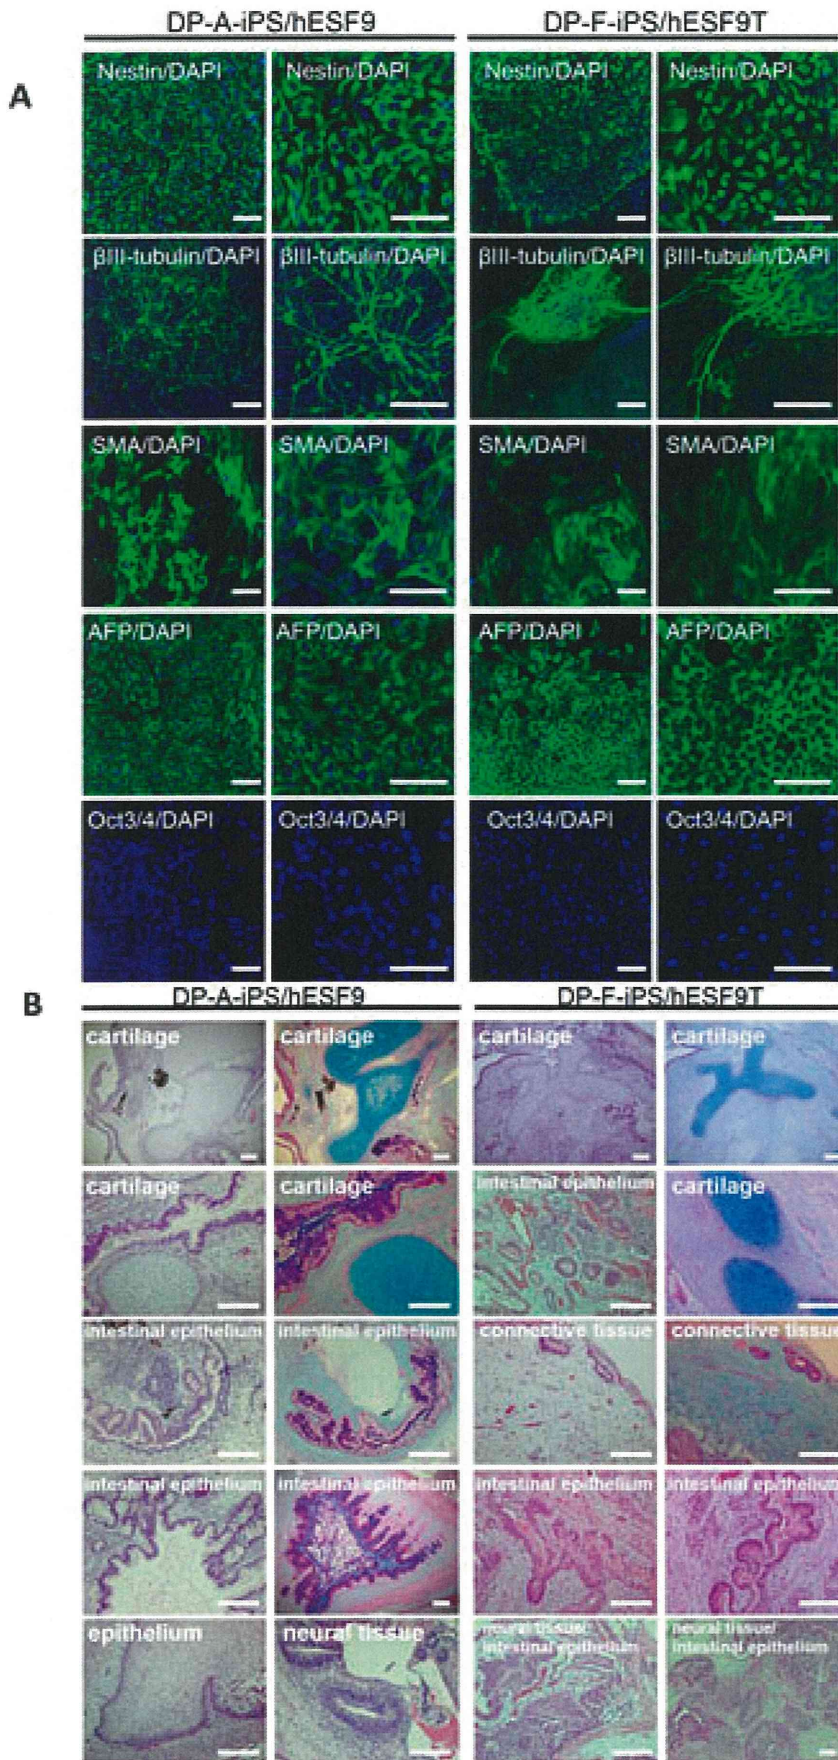 DP-A-iPS/hESF9 DP-F-iPS/hESF9T
A
Nestin/DAPI Nestin/DAPI Nestin/DAPI Nestin/DAPI
βIII-tubulin/DAPI βIII-tubulin/DAPI βIII-tubulin/DAPI βIII-tubulin/DAPI
SMA/DAPI SMA/DAPI SMA/DAPI SMA/DAPI
AFP/DAPI AFP/DAPI AFP/DAPI AFP/DAPI
Oct3/4/DAPI Oct3/4/DAPI Oct3/4/DAPI Oct3/4/DAPI
B
DP-A-iPS/hESF9 DP-F-iPS/hESF9T
cartilage cartilage cartilage cartilage
cartilage cartilage intestinal epithelium cartilage
intestinal epithelium intestinal epithelium connective tissue connective tissue
intestinal epithelium intestinal epithelium intestinal epithelium intestinal epithelium
epithelium neural tissue neural tissue/ neural tissue/
intestinal epithelium intestinal epithelium